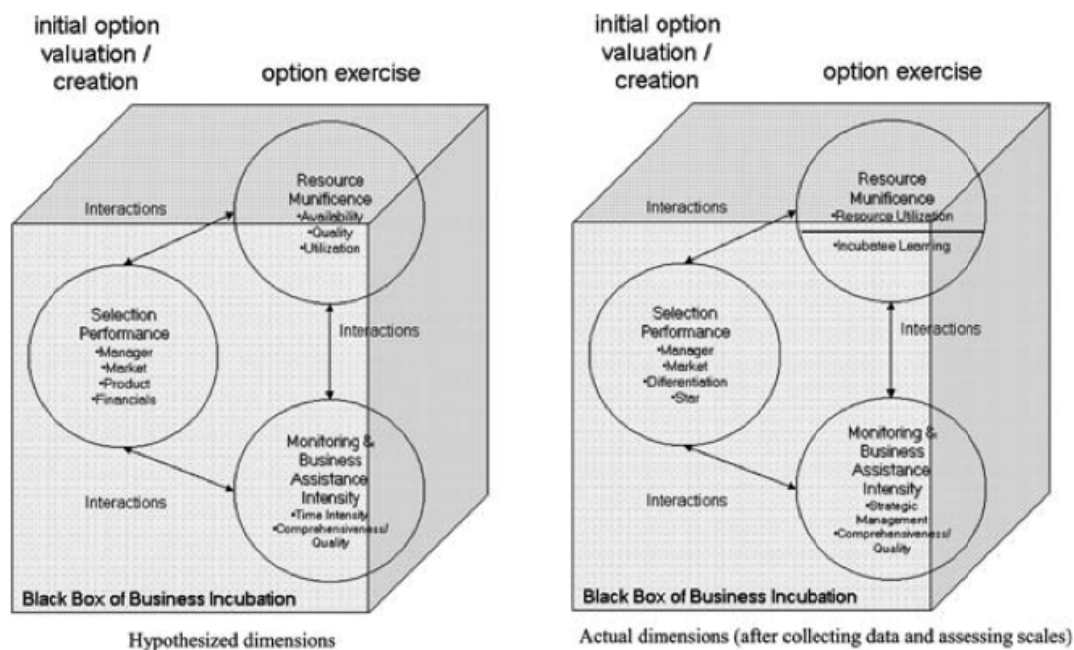 initial option
valuation /
creation
option exercise
Resource
Munificence
•Availability
•Quality
•Utilization
Interactions
Selection
Performance
•Manager
•Market
•Product
•Financials
Interactions
Monitoring &
Business
Assistance
Intensity
•Time Intensity
•Comprehensiveness/
Quality
Interactions
Black Box of Business Incubation
Hypothesized dimensions
initial option
valuation /
creation
option exercise
Resource
Munificence
•Resource Utilization
•Incubatee Learning
Interactions
Selection
Performance
•Manager
•Market
•Differentiation
•Star
Interactions
Monitoring &
Business
Assistance
Intensity
•Strategic
Management
•Comprehensiveness/
Quality
Interactions
Black Box of Business Incubation
Actual dimensions (after collecting data and assessing scales)